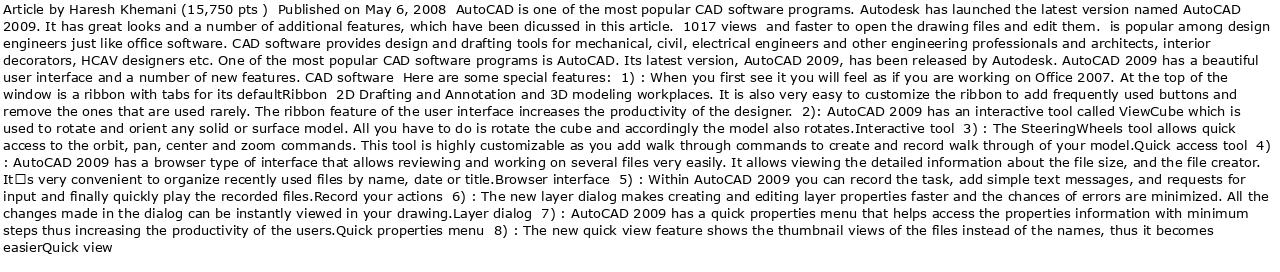 Article by Haresh Khemani (15,750 pts )  Published on May 6, 2008  AutoCAD is one of the most popular CAD software programs. Autodesk has launched the latest version named AutoCAD
2009. It has great looks and a number of additional features, which have been dicussed in this article.  1017 views  and faster to open the drawing files and edit them.  is popular among design
engineers just like office software. CAD software provides design and drafting tools for mechanical, civil, electrical engineers and other engineering professionals and architects, interior
decorators, HCAV designers etc. One of the most popular CAD software programs is AutoCAD. Its latest version, AutoCAD 2009, has been released by Autodesk. AutoCAD 2009 has a beautiful
user interface and a number of new features. CAD software  Here are some special features:  1) : When you first see it you will feel as if you are working on Office 2007. At the top of the
window is a ribbon with tabs for its defaultRibbon  2D Drafting and Annotation and 3D modeling workplaces. It is also very easy to customize the ribbon to add frequently used buttons and
remove the ones that are used rarely. The ribbon feature of the user interface increases the productivity of the designer.  2): AutoCAD 2009 has an interactive tool called ViewCube which is
used to rotate and orient any solid or surface model. All you have to do is rotate the cube and accordingly the model also rotates.Interactive tool  3) : The SteeringWheels tool allows quick
access to the orbit, pan, center and zoom commands. This tool is highly customizable as you add walk through commands to create and record walk through of your model.Quick access tool  4)
: AutoCAD 2009 has a browser type of interface that allows reviewing and working on several files very easily. It allows viewing the detailed information about the file size, and the file creator.
It□s very convenient to organize recently used files by name, date or title.Browser interface  5) : Within AutoCAD 2009 you can record the task, add simple text messages, and requests for
input and finally quickly play the recorded files.Record your actions  6) : The new layer dialog makes creating and editing layer properties faster and the chances of errors are minimized. All the
changes made in the dialog can be instantly viewed in your drawing.Layer dialog  7) : AutoCAD 2009 has a quick properties menu that helps access the properties information with minimum
steps thus increasing the productivity of the users.Quick properties menu  8) : The new quick view feature shows the thumbnail views of the files instead of the names, thus it becomes
easierQuick view